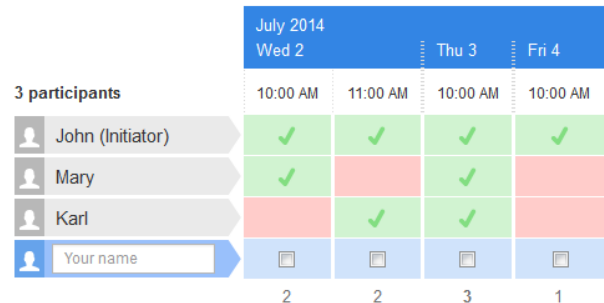 July 2014
Wed 2 Thu 3 Fri 4
3 participants 10:00 AM 11:00 AM 10:00 AM 10:00 AM
John (Initiator)
Mary
Karl
Your name
2 2 3 1